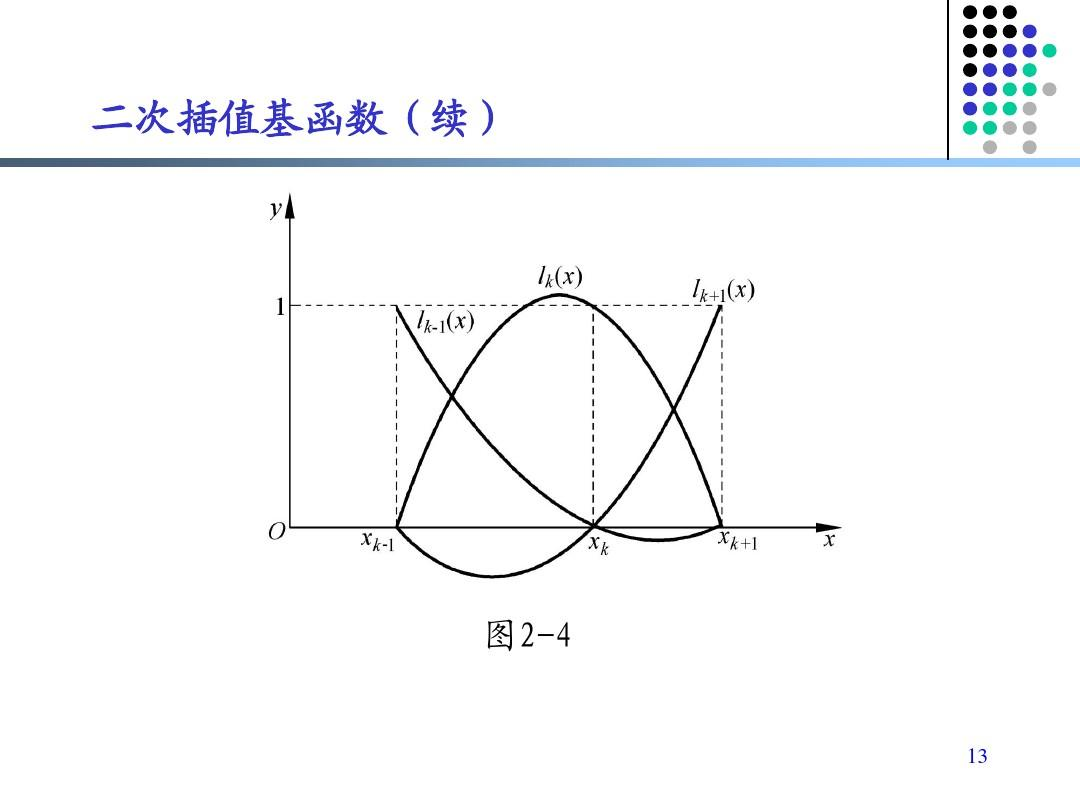 二次插值基函数（续）
y
l_k(x)
l_{k+1}(x)
1
l_{k-1}(x)
O
x_{k-1}
x_k
x_{k+1}
x
图2-4
13